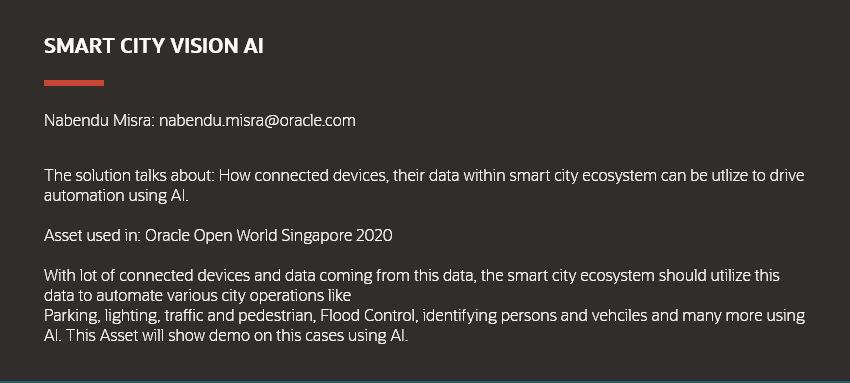 SMART CITY VISION AI
Nabendu Misra: nabendu.misra@oracle.com
The solution talks about: How connected devices, their data within smart city ecosystem can be utlize to drive
automation using AI.
Asset used in: Oracle Open World Singapore 2020
With lot of connected devices and data coming from this data, the smart city ecosystem should utilize this
data to automate various city operations like
Parking, lighting, traffic and pedestrian, Flood Control, identifying persons and vehciles and many more using
AI. This Asset will show demo on this cases using AI.